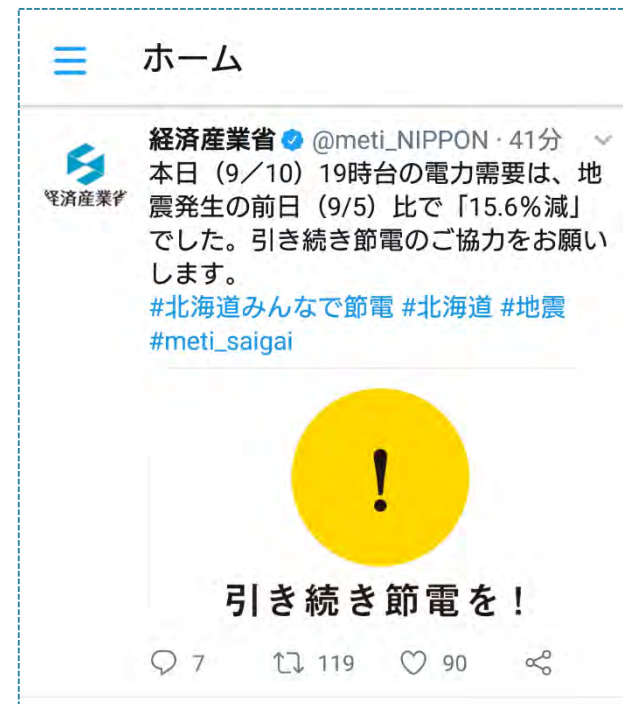 ホーム
経済産業省 @meti_NIPPON · 41分
経済産業省
本日（9／10）19時台の電力需要は、地
震発生の前日（9/5）比で「15.6%減」
でした。引き続き節電のご協力をお願い
します。
#北海道みんなで節電 #北海道 #地震
#meti_saigai
!
引き続き節電を！
7 119 90